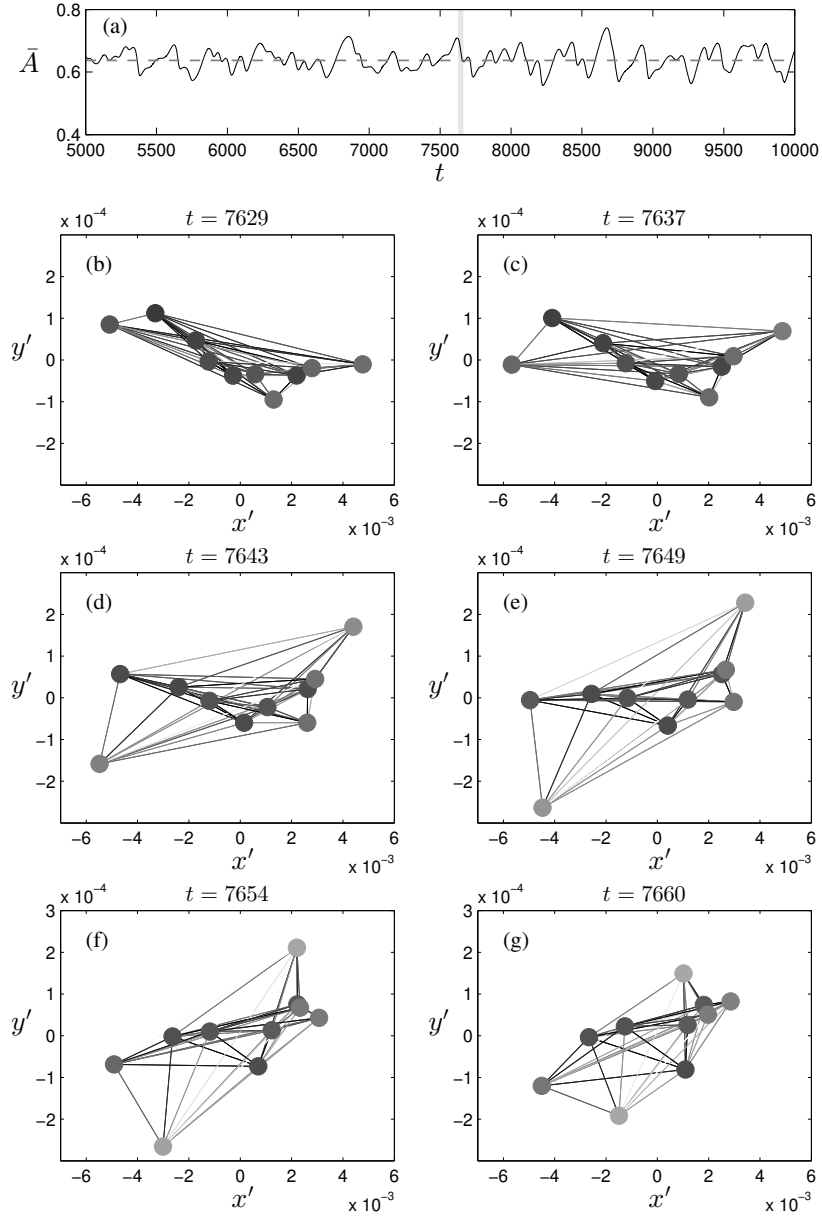 (a)
0.8
0.6
0.4
Ā
5000 5500 6000 6500 7000 7500 8000 8500 9000 9500 10000
t
x 10⁻⁴ t = 7629
(b)
2
1
0
−1
−2
y′
−6 −4 −2 0 2 4 6
x′ x 10⁻³
x 10⁻⁴ t = 7637
(c)
2
1
0
−1
−2
y′
−6 −4 −2 0 2 4 6
x′ x 10⁻³
x 10⁻⁴ t = 7643
(d)
2
1
0
−1
−2
y′
−6 −4 −2 0 2 4 6
x′ x 10⁻³
x 10⁻⁴ t = 7649
(e)
2
1
0
−1
−2
y′
−6 −4 −2 0 2 4 6
x′ x 10⁻³
x 10⁻⁴ t = 7654
(f)
3
2
1
0
−1
−2
y′
−6 −4 −2 0 2 4 6
x′ x 10⁻³
x 10⁻⁴ t = 7660
(g)
3
2
1
0
−1
−2
y′
−6 −4 −2 0 2 4 6
x′ x 10⁻³